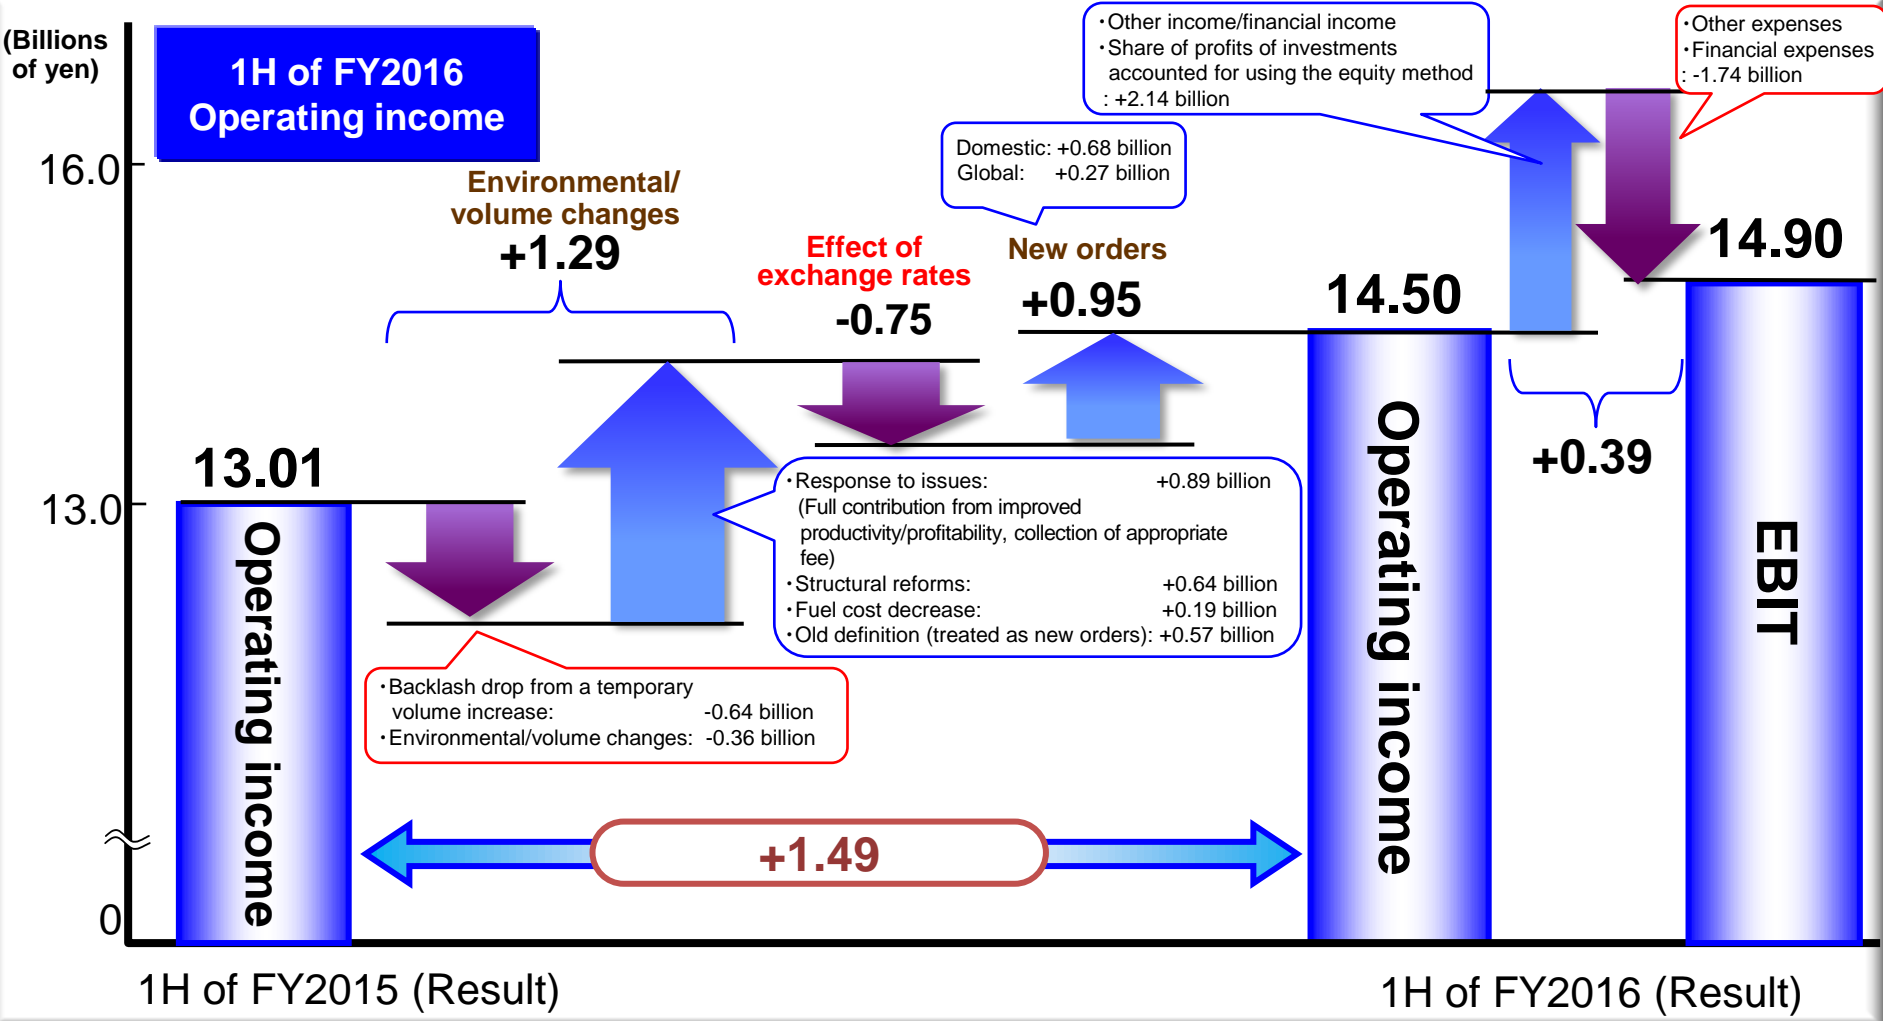 (Billions
of yen)
1H of FY2016
Operating income
16.0
13.0
0
Environmental/
volume changes
+1.29
Effect of
exchange rates
-0.75
Domestic: +0.68 billion
Global: +0.27 billion
New orders
+0.95
・Other income/financial income
・Share of profits of investments
accounted for using the equity method
: +2.14 billion
・Other expenses
・Financial expenses
: -1.74 billion
13.01
Operating income
14.50
Operating income
14.90
EBIT
+0.39
・Response to issues: +0.89 billion
(Full contribution from improved
productivity/profitability, collection of appropriate
fee)
・Structural reforms: +0.64 billion
・Fuel cost decrease: +0.19 billion
・Old definition (treated as new orders): +0.57 billion
・Backlash drop from a temporary
volume increase: -0.64 billion
・Environmental/volume changes: -0.36 billion
+1.49
1H of FY2015 (Result)
1H of FY2016 (Result)